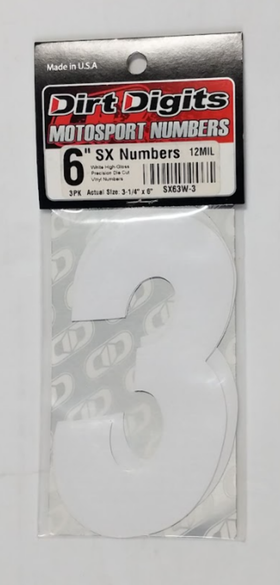 Made in U.S.A
Dirt Digits
MOTOSPORT NUMBERS
6" SX Numbers 12MIL
White High-Gloss
Precision Die Cut
Vinyl Numbers
3PK Actual Size: 3-1/4" x 6" SX63W-3
3